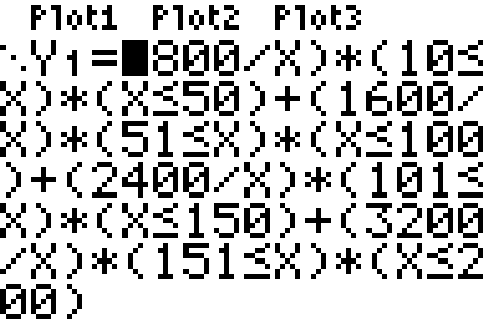 Plot1 Plot2 Plot3
\Y₁=800/X)*(10≤
X)*(X≤50)+(1600/
X)*(51≤X)*(X≤100
)+(2400/X)*(101≤
X)*(X≤150)+(3200
/X)*(151≤X)*(X≤2
00)